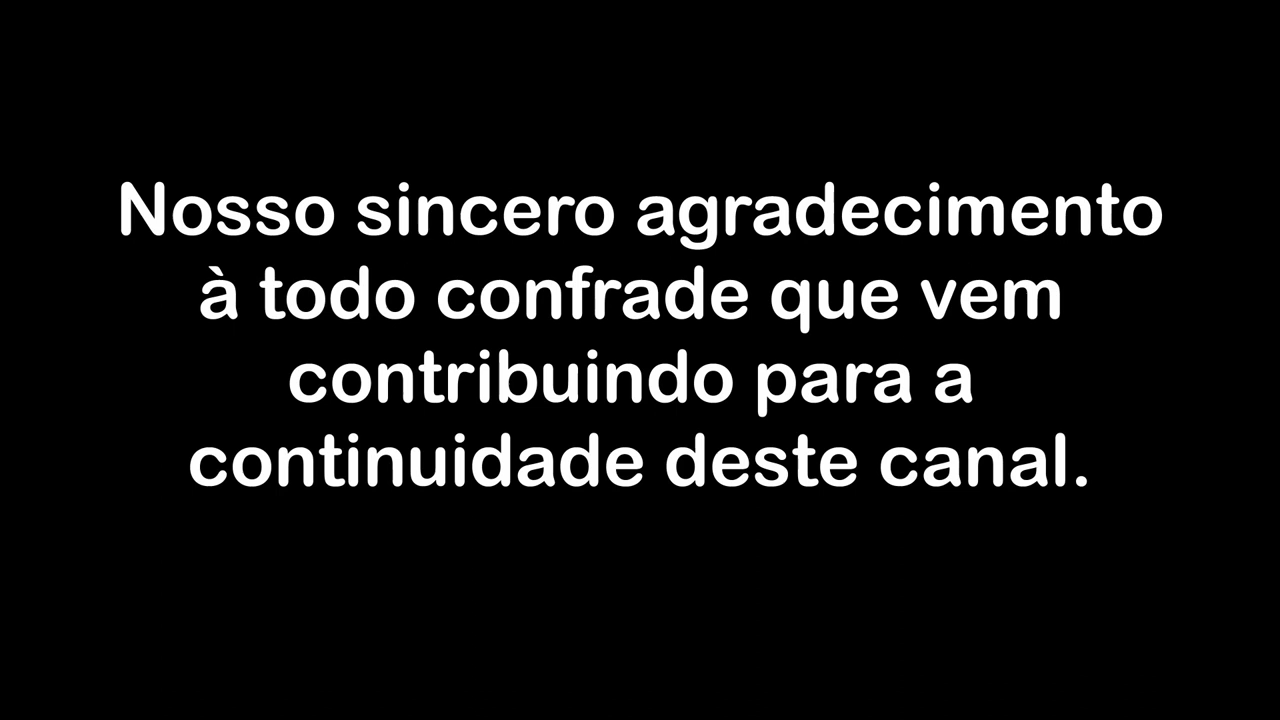 Nosso sincero agradecimento
à todo confrade que vem
contribuindo para a
continuidade deste canal.